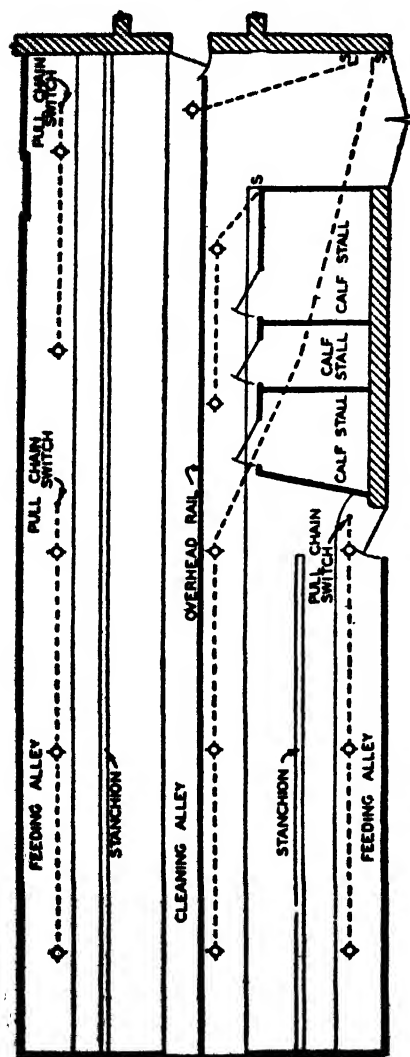 PULL CHAIN
SWITCH
PULL CHAIN SWITCH
FEEDING ALLEY
STANCHION
CLEANING ALLEY
OVERHEAD RAIL
S
S
S
CALF STALL
CALF
STALL
CALF STALL
STANCHION
PULL CHAIN
SWITCH
FEEDING ALLEY